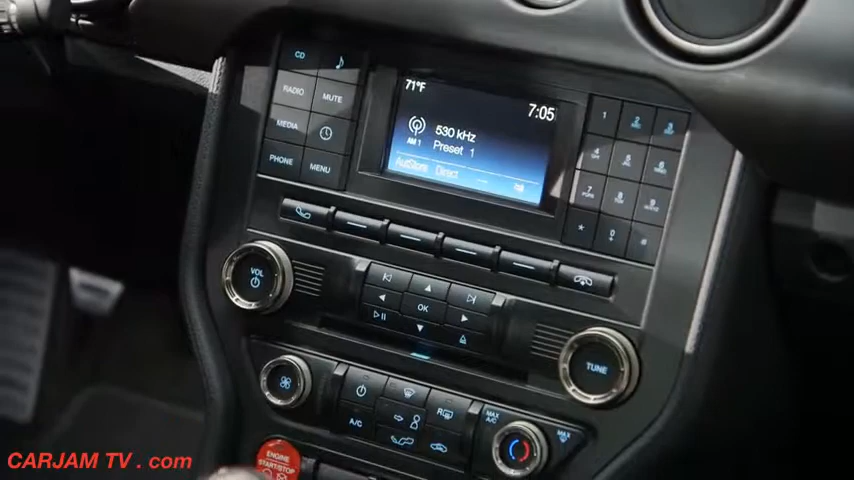 CD
RADIO
MUTE
MEDIA
PHONE
MENU
71°F
7:05
AM 1
530 KHz
Preset 1
AutStore
Direct
1
2
3
4
5
6
7
8
9
*
0
#
VOL
OK
TUNE
A/C
R
MAX
A/C
MAX
ENGINE
START
STOP
CARJAM TV . com